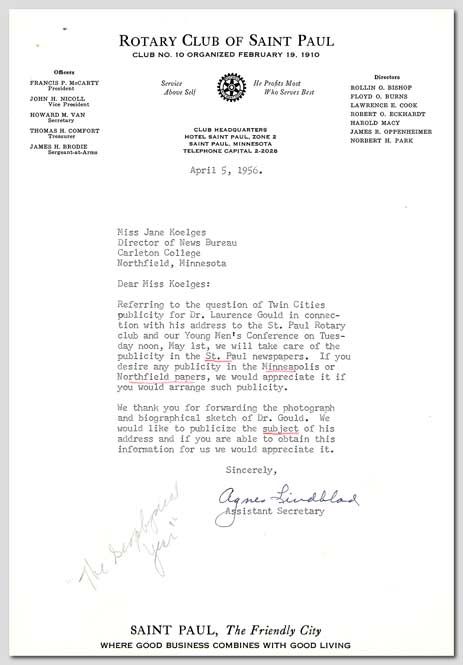 ROTARY CLUB OF SAINT PAUL
CLUB NO. 10 ORGANIZED FEBRUARY 19, 1910
Officers
FRANCIS P. McCARTY
President
JOHN H. NICOLL
Vice President
HOWARD M. VAN
Secretary
THOMAS H. COMFORT
Treasurer
JAMES H. BRODIE
Sergeant-at-Arms
Service
Above Self
He Profits Most
Who Serves Best
CLUB HEADQUARTERS
HOTEL SAINT PAUL, ZONE 2
SAINT PAUL, MINNESOTA
TELEPHONE CAPITAL 2-2028
Directors
ROLLIN O. BISHOP
FLOYD O. BURNS
LAWRENCE E. COOK
ROBERT O. ECKHARDT
HAROLD MACY
JAMES R. OPPENHEIMER
NORBERT H. PARK
April 5, 1956.
Miss Jane Koelges
Director of News Bureau
Carleton College
Northfield, Minnesota
Dear Miss Koelges:
Referring to the question of Twin Cities
publicity for Dr. Laurence Gould in connec-
tion with his address to the St. Paul Rotary
club and our Young Men's Conference on Tues-
day noon, May 1st, we will take care of the
publicity in the St. Paul newspapers. If you
desire any publicity in the Minneapolis or
Northfield papers, we would appreciate it if
you would arrange such publicity.
We thank you for forwarding the photograph
and biographical sketch of Dr. Gould. We
would like to publicize the subject of his
address and if you are able to obtain this
information for us we would appreciate it.
Sincerely,
Agnes Lindblad
Assistant Secretary
"The Geophysical
Year"
SAINT PAUL, The Friendly City
WHERE GOOD BUSINESS COMBINES WITH GOOD LIVING